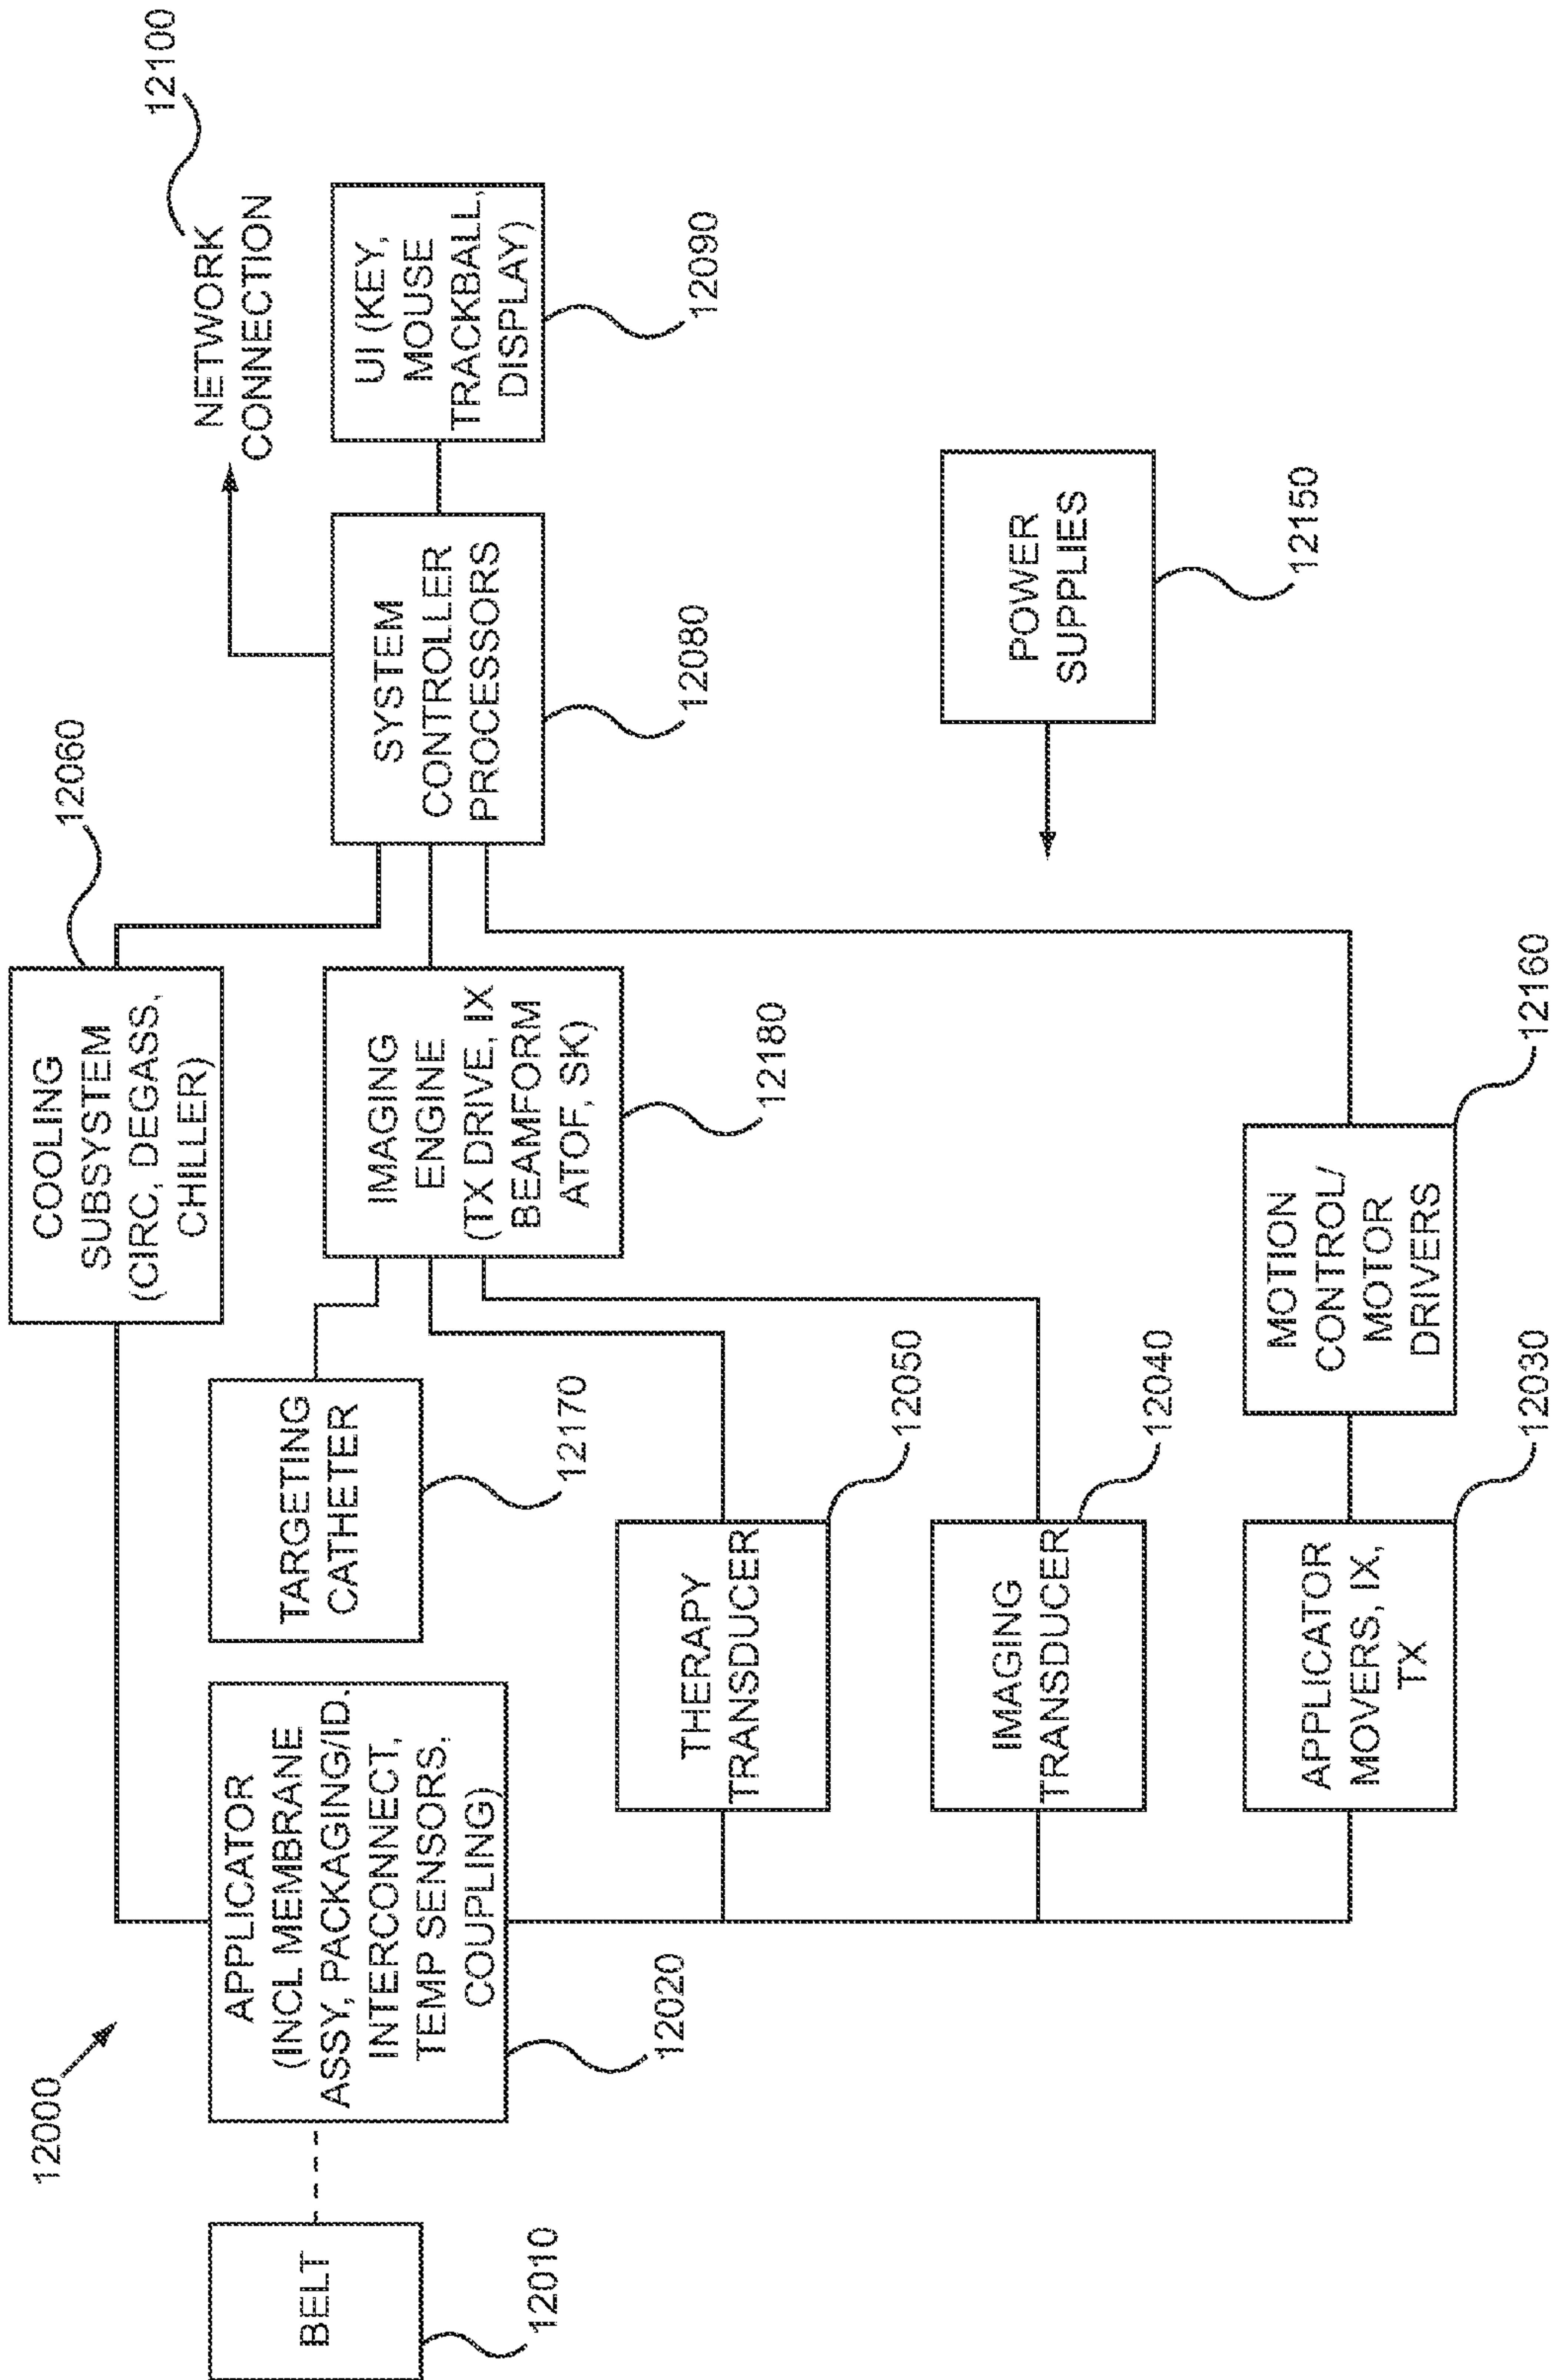 12000
BELT
12010
APPLICATOR
(INCL MEMBRANE
ASSY, PACKAGING/ID.
INTERCONNECT,
TEMP SENSORS,
COUPLING)
12020
COOLING
SUBSYSTEM
(CIRC, DEGASS,
CHILLER)
12060
TARGETING
CATHETER
12170
IMAGING
ENGINE
(TX DRIVE, IX
BEAMFORM
ATOF, SK)
12180
SYSTEM
CONTROLLER
PROCESSORS
12080
NETWORK
CONNECTION
12100
UI (KEY,
MOUSE
TRACKBALL,
DISPLAY)
12090
THERAPY
TRANSDUCER
12050
IMAGING
TRANSDUCER
12040
POWER
SUPPLIES
12150
APPLICATOR
MOVERS, IX,
TX
12030
MOTION
CONTROL/
MOTOR
DRIVERS
12160